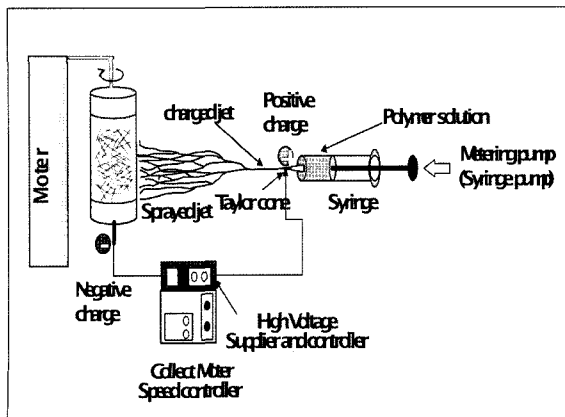 Moter
charged jet
Positive
charge
Polymer solution
Metering pump
(Syringe pump)
Sprayed jet
Taylor cone
Syringe
Negative
charge
High Voltage
Supplier and controller
Collect Moter
Speed controller